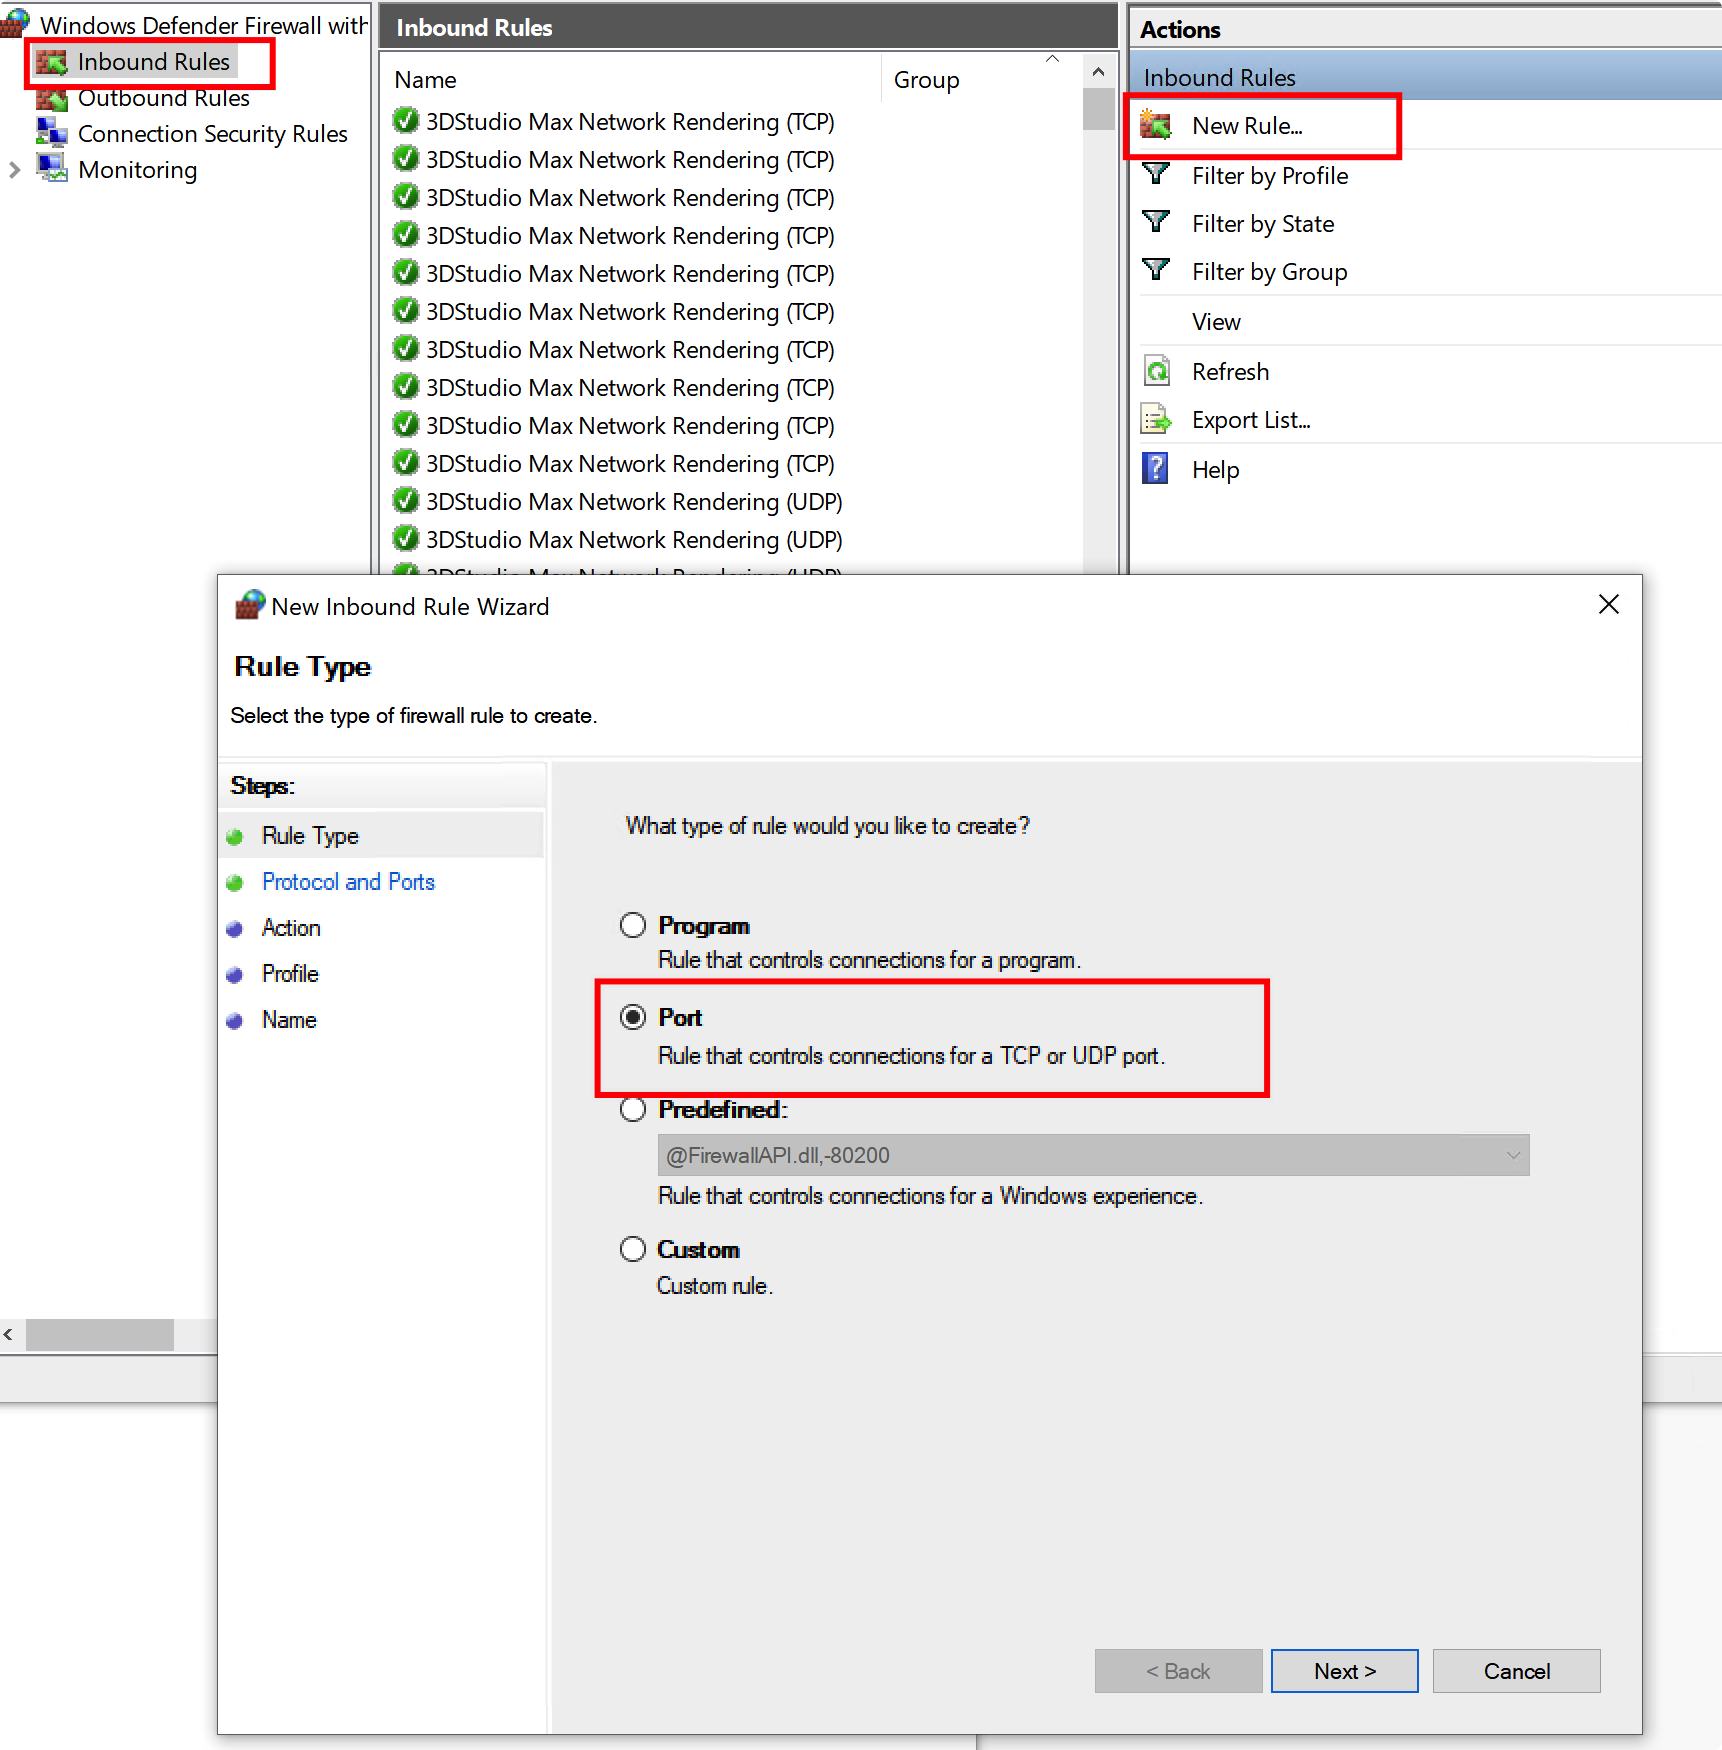 Windows Defender Firewall with
Inbound Rules
Outbound Rules
Connection Security Rules
Monitoring
Inbound Rules
Name
Group
3DStudio Max Network Rendering (TCP)
3DStudio Max Network Rendering (TCP)
3DStudio Max Network Rendering (TCP)
3DStudio Max Network Rendering (TCP)
3DStudio Max Network Rendering (TCP)
3DStudio Max Network Rendering (TCP)
3DStudio Max Network Rendering (TCP)
3DStudio Max Network Rendering (TCP)
3DStudio Max Network Rendering (TCP)
3DStudio Max Network Rendering (TCP)
3DStudio Max Network Rendering (UDP)
3DStudio Max Network Rendering (UDP)
3DStudio Max Network Rendering (UDP)
Actions
Inbound Rules
New Rule...
Filter by Profile
Filter by State
Filter by Group
View
Refresh
Export List...
Help
New Inbound Rule Wizard
Rule Type
Select the type of firewall rule to create.
Steps:
Rule Type
Protocol and Ports
Action
Profile
Name
What type of rule would you like to create?
Program
Rule that controls connections for a program.
Port
Rule that controls connections for a TCP or UDP port.
Predefined:
@FirewallAPI.dll,-80200
Rule that controls connections for a Windows experience.
Custom
Custom rule.
< Back
Next >
Cancel